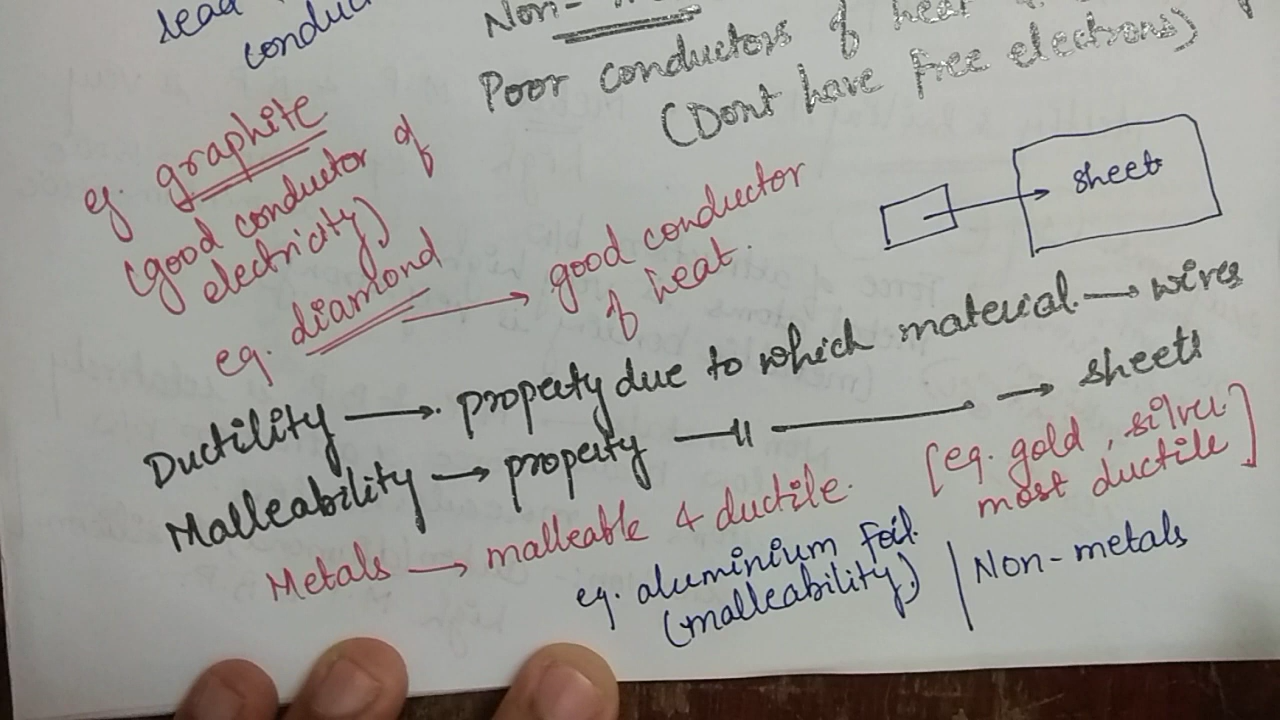 lead
conduc
Non-
Poor conductors of heat
(Dont have free electrons)
eg. graphite
(good conductor of
electricity)
eg. diamond → good conductor
of heat.
sheet
Ductility → property due to which material → wires
Malleability → property —"— → sheets
Metals → malleable & ductile.
[eg. gold, silver
most ductile]
eg. aluminium foil.
(malleability)
Non-metals